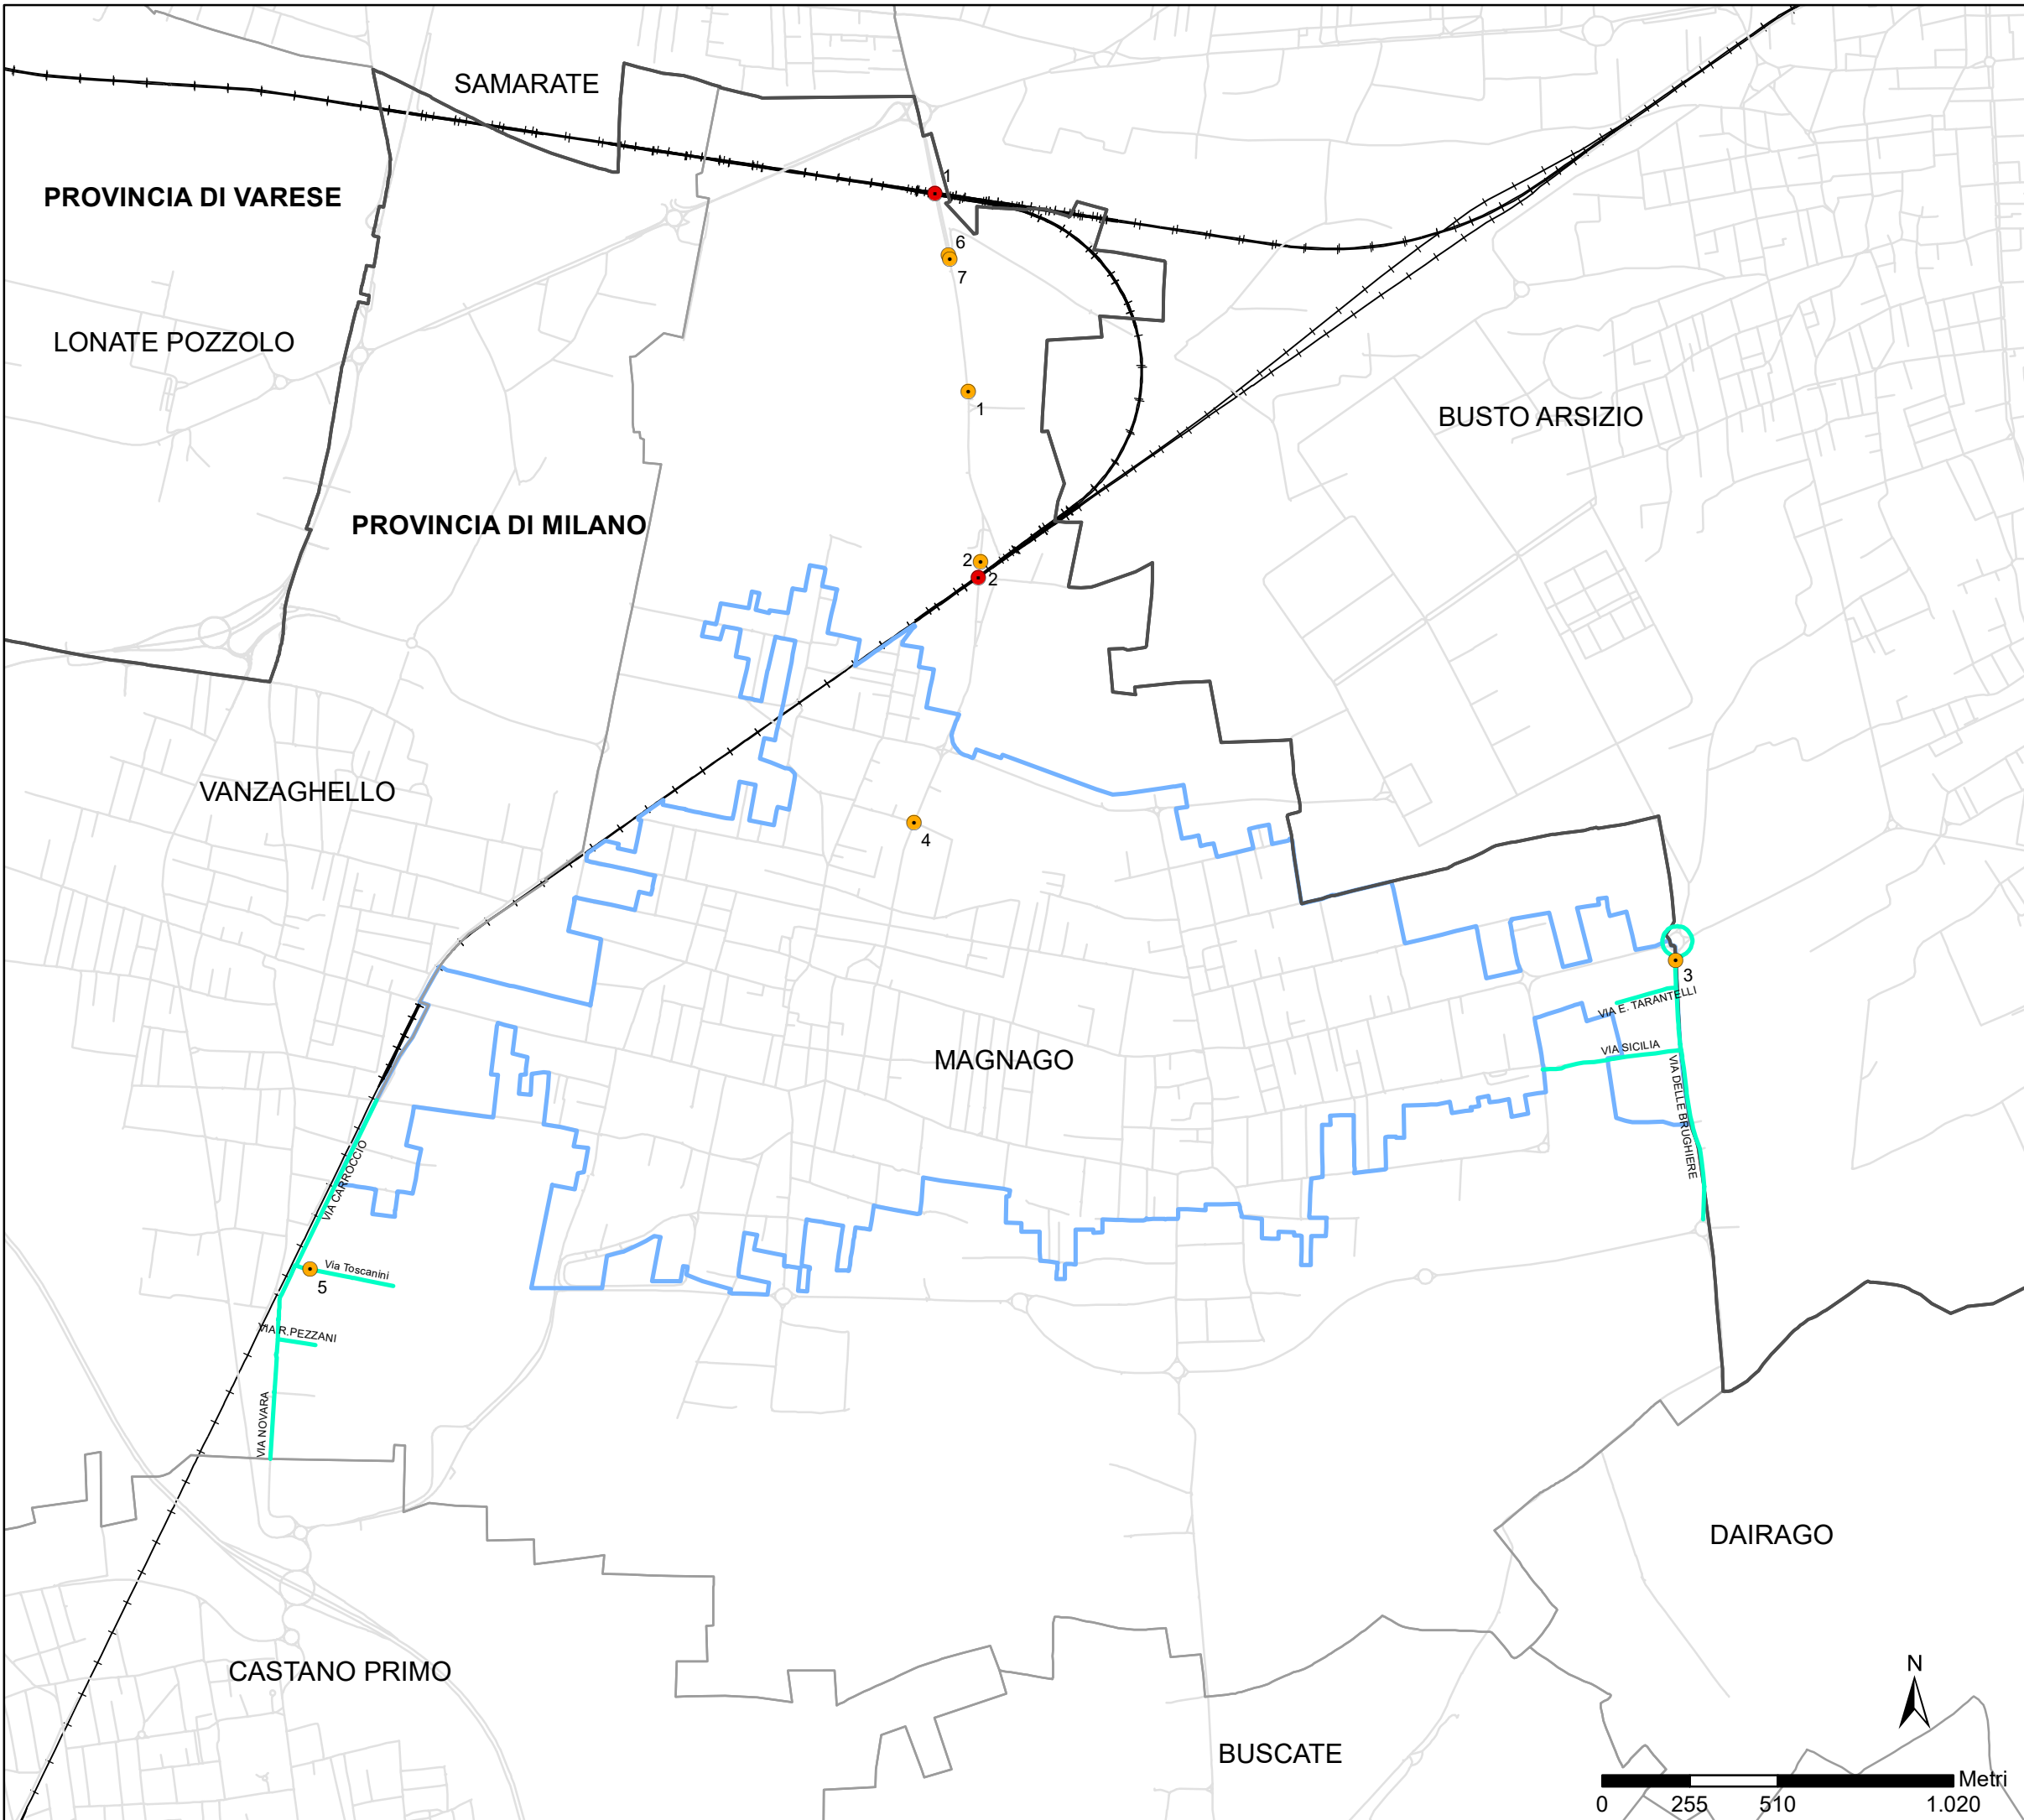 SAMARATE
1
PROVINCIA DI VARESE
6
7
LONATE POZZOLO
1
BUSTO ARSIZIO
PROVINCIA DI MILANO
2
2
VANZAGHELLO
4
3
VIA E. TARANTELLI
VIA SICILIA
MAGNAGO
VIA DELLE BRUGHIERE
VIA CARROCCIO
Via Toscanini
5
VIA R.PEZZANI
VIA NOVARA
DAIRAGO
CASTANO PRIMO
N
BUSCATE
Metri
0 255 510 1.020